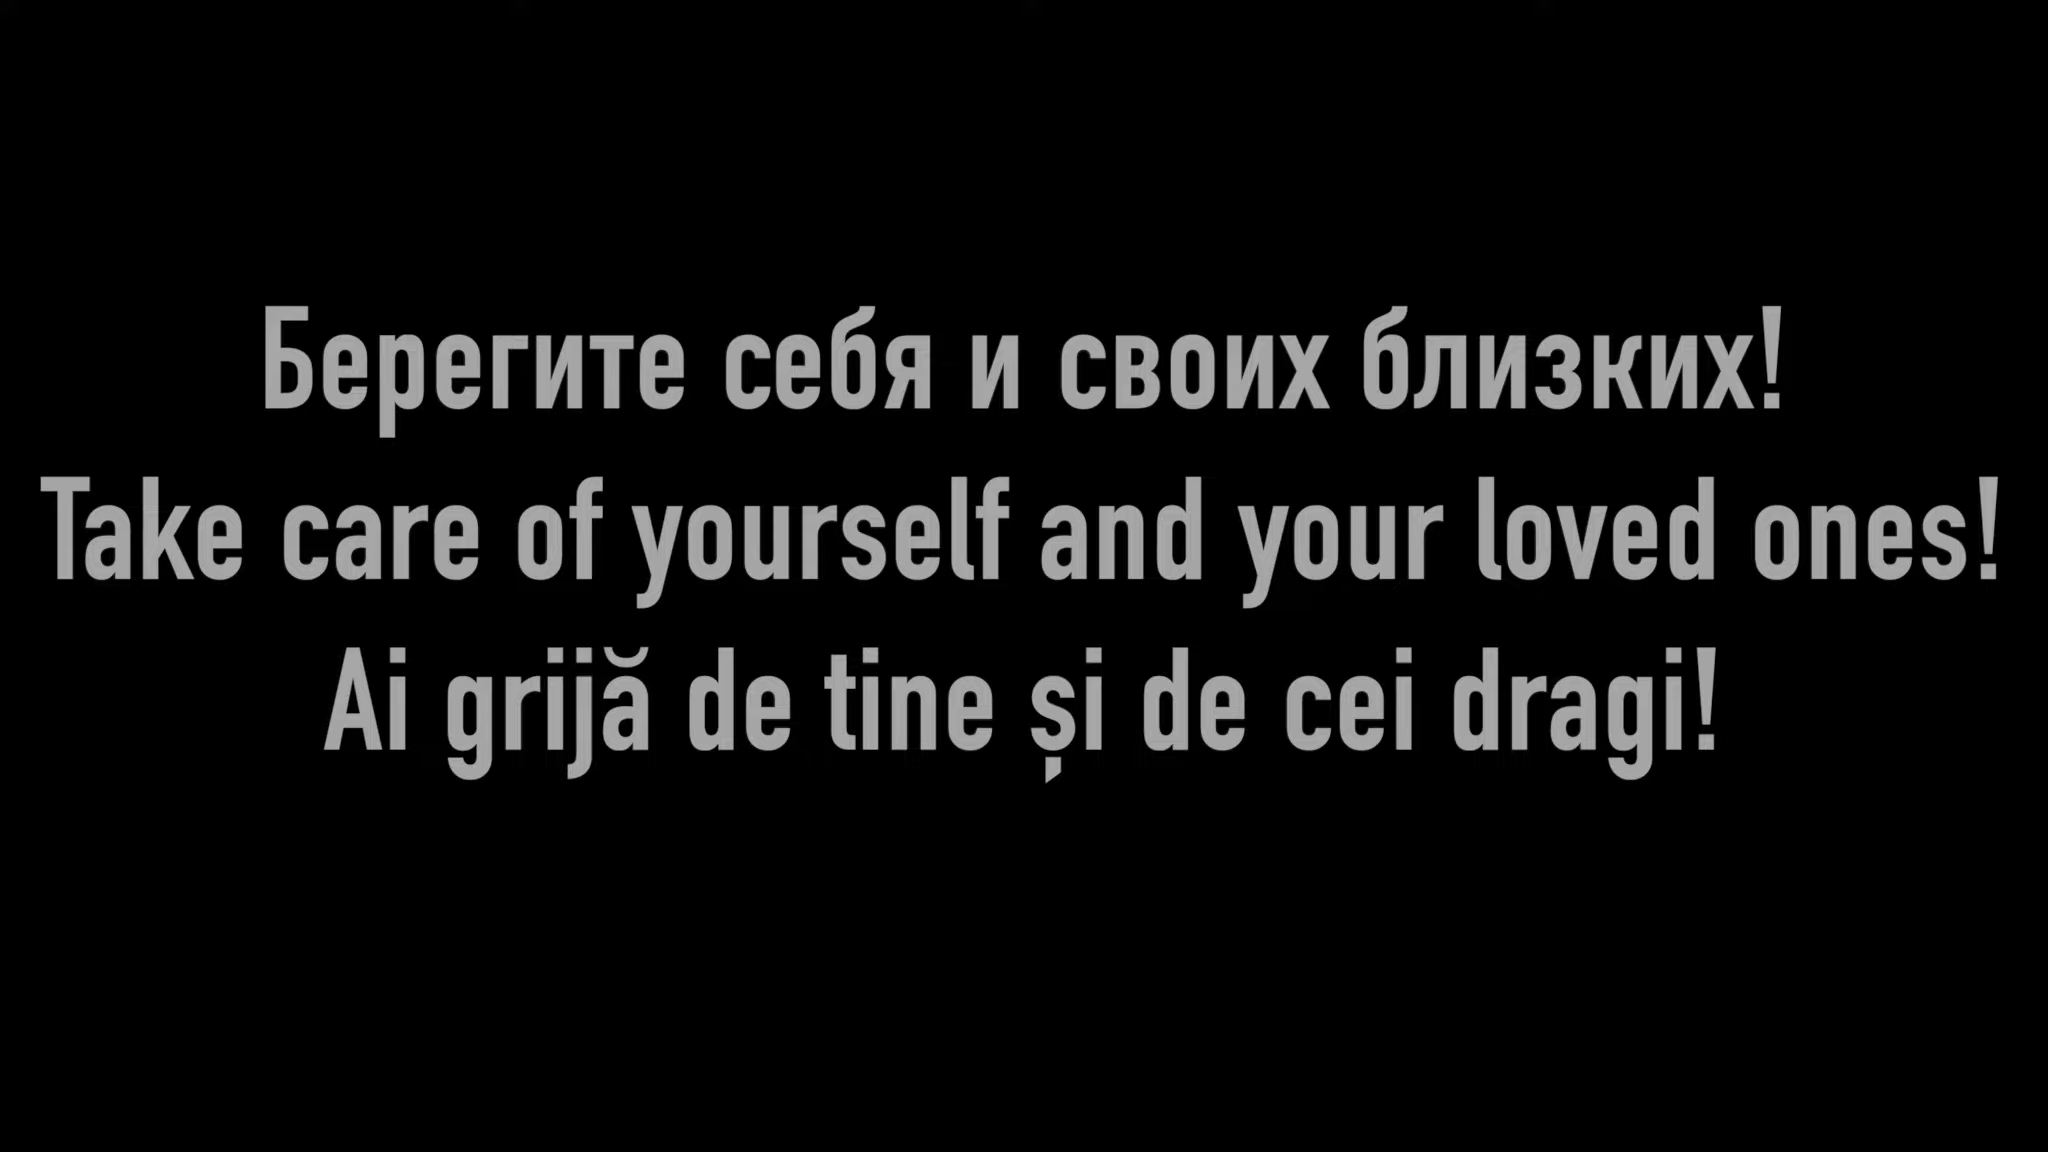 Берегите себя и своих близких!
Take care of yourself and your loved ones!
Ai grijă de tine și de cei dragi!